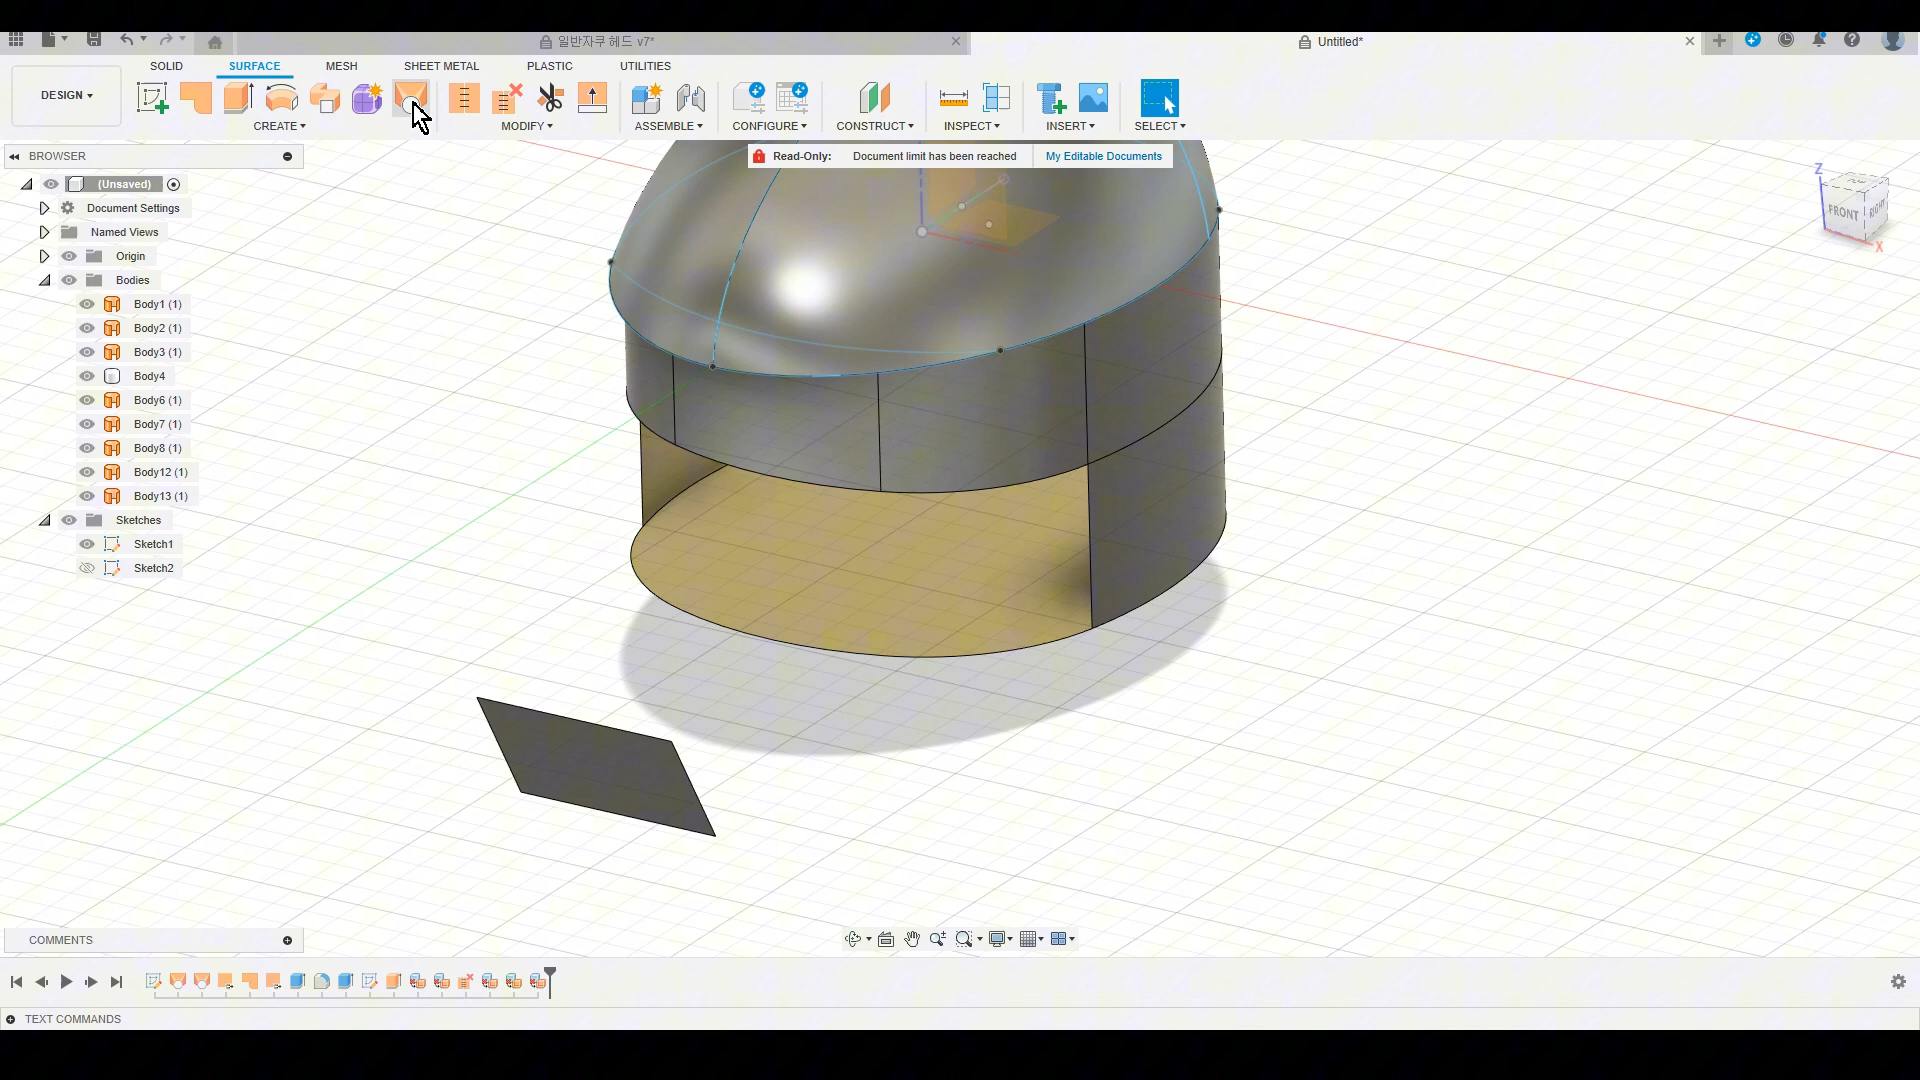 일반자쿠 헤드 v7*
Untitled*
DESIGN
SOLID
SURFACE
MESH
SHEET METAL
PLASTIC
UTILITIES
CREATE
MODIFY
ASSEMBLE
CONFIGURE
CONSTRUCT
INSPECT
INSERT
SELECT
BROWSER
Read-Only: Document limit has been reached My Editable Documents
(Unsaved)
Document Settings
Named Views
Origin
Bodies
Body1 (1)
Body2 (1)
Body3 (1)
Body4
Body6 (1)
Body7 (1)
Body8 (1)
Body12 (1)
Body13 (1)
Sketches
Sketch1
Sketch2
Z
FRONT
RIGHT
X
COMMENTS
TEXT COMMANDS